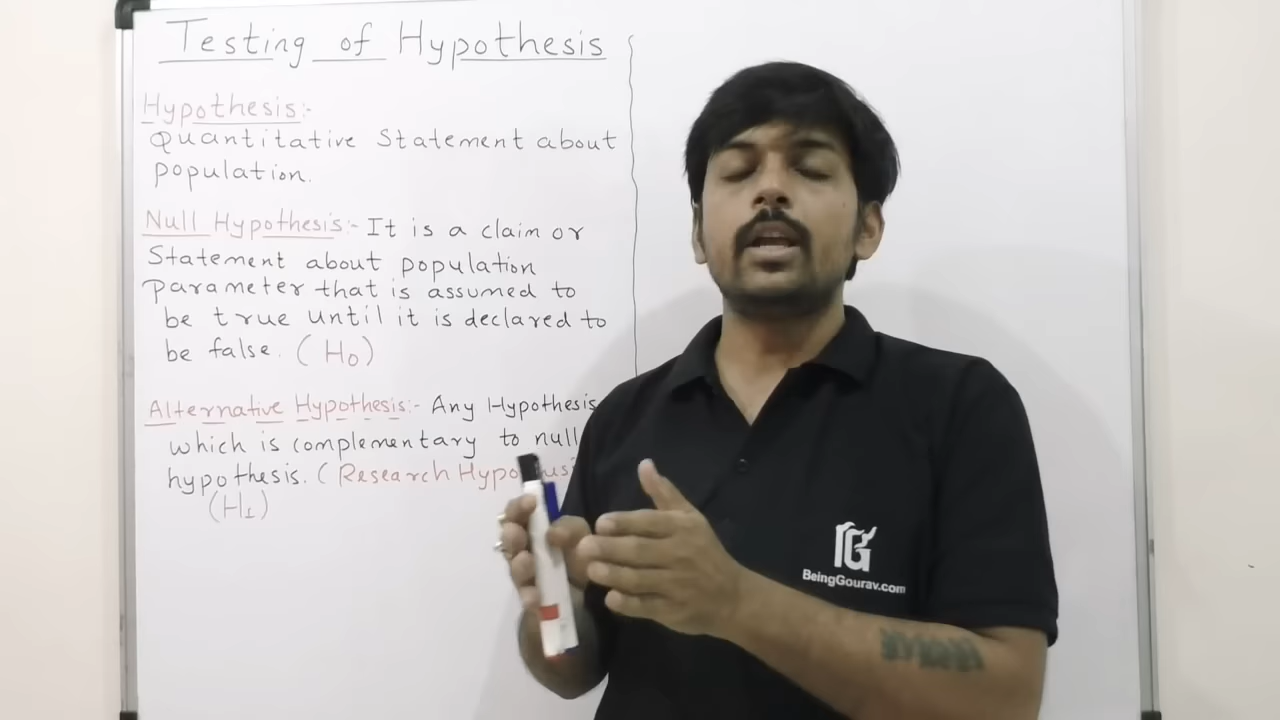 Testing of Hypothesis
Hypothesis:-
Quantitative Statement about
population.
Null Hypothesis:- It is a claim or
Statement about population
parameter that is assumed to
be true until it is declared to
be false. (H0)
Alternative Hypothesis:- Any Hypothesis
which is complementary to null
hypothesis. (Research
(H1)
BeingGourav.com